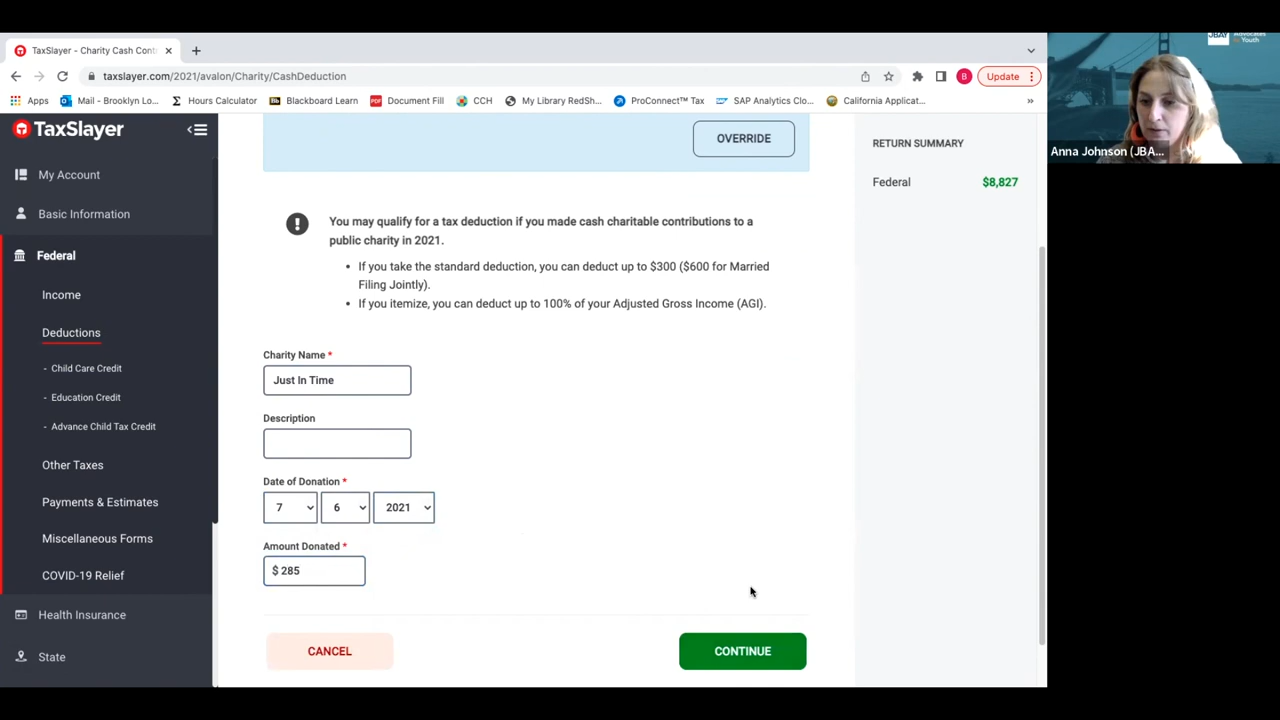 TaxSlayer - Charity Cash Cont
taxslayer.com/2021/avalon/Charity/CashDeduction
B
Update
Apps
Mail - Brooklyn Lo...
Hours Calculator
Bb
Blackboard Learn
PDF
Document Fill
CCH
My Library RedSh...
ProConnect™ Tax
SAP Analytics Clo...
California Applicat...
»
TaxSlayer
My Account
Basic Information
Federal
Income
Deductions
- Child Care Credit
- Education Credit
- Advance Child Tax Credit
Other Taxes
Payments & Estimates
Miscellaneous Forms
COVID-19 Relief
Health Insurance
State
OVERRIDE
You may qualify for a tax deduction if you made cash charitable contributions to a
public charity in 2021.
• If you take the standard deduction, you can deduct up to $300 ($600 for Married
Filing Jointly).
• If you itemize, you can deduct up to 100% of your Adjusted Gross Income (AGI).
Charity Name *
Just In Time
Description
Date of Donation *
7 6 2021
Amount Donated *
$ 285
CANCEL
CONTINUE
RETURN SUMMARY
Federal $8,827
JBAY
Advocates
Youth
Anna Johnson (JBA...